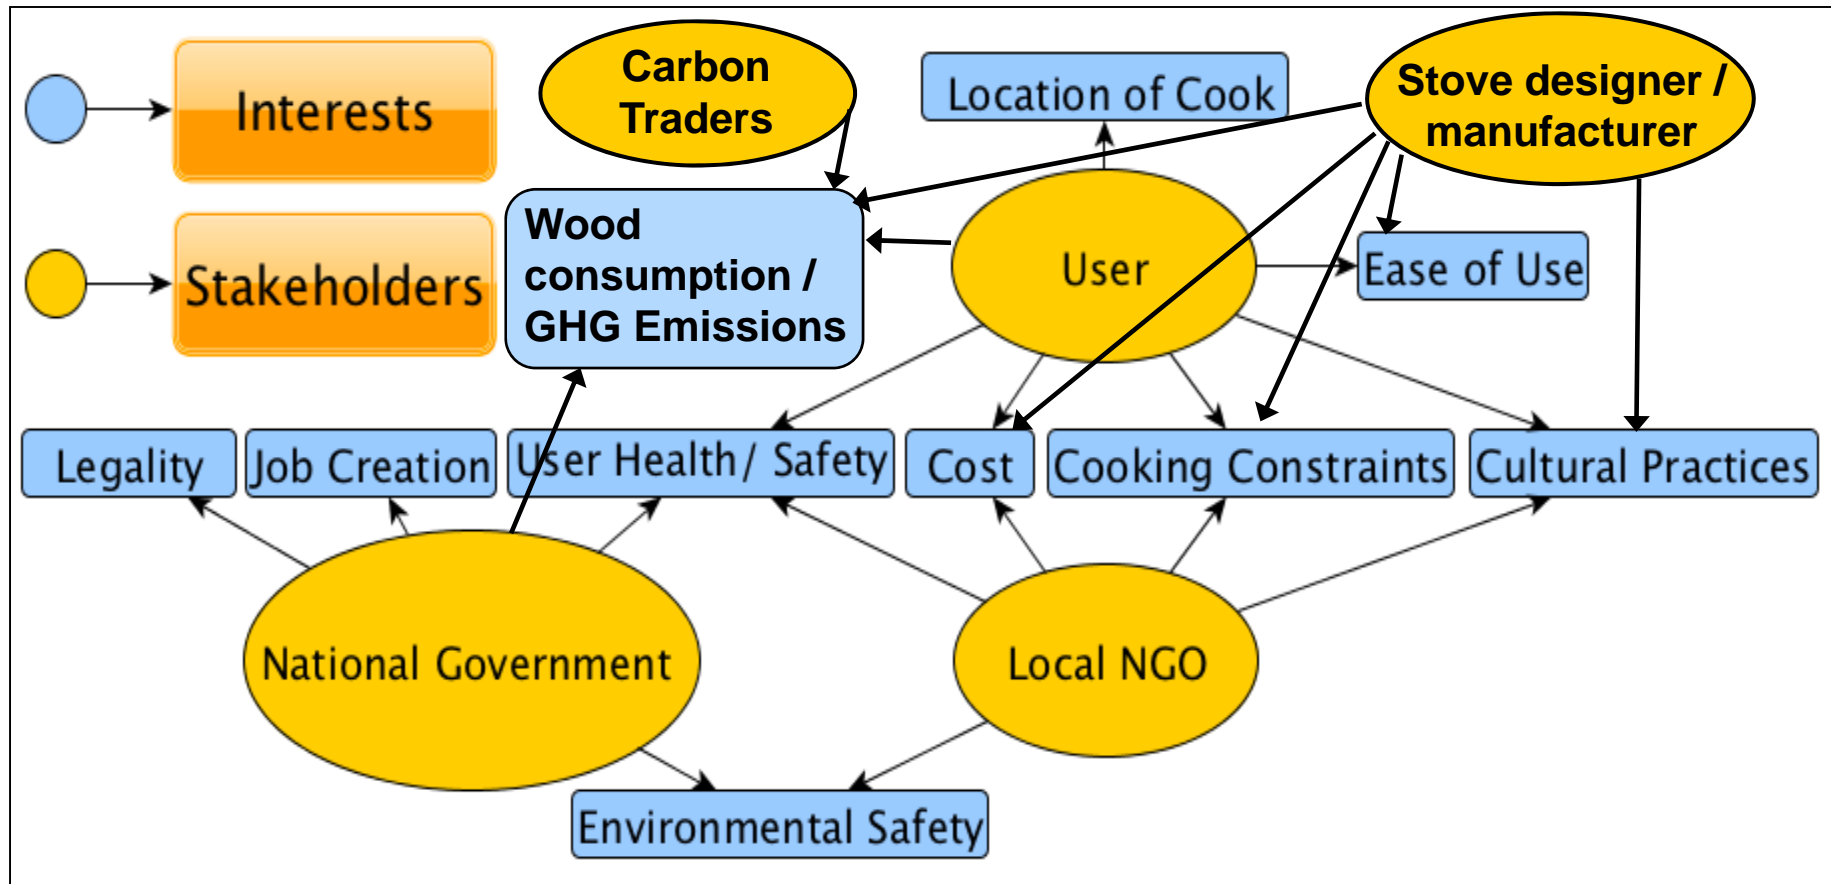 Interests
Stakeholders
Carbon
Traders
Location of Cook
Stove designer /
manufacturer
Wood
consumption /
GHG Emissions
User
Ease of Use
Legality
Job Creation
User Health/ Safety
Cost
Cooking Constraints
Cultural Practices
National Government
Local NGO
Environmental Safety